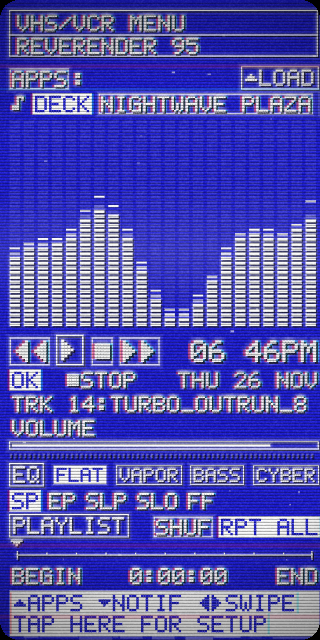 VHS/VCR MENU
REVERENDER 95
APPS: ▲LOAD
♪ DECK NIGHTWAVE PLAZA
06 46PM
OK ■STOP THU 26 NOV
TRK 14:TURBO_OUTRUN_8
VOLUME
EQ FLAT VAPOR BASS CYBER
SP EP SLP SLO FF
PLAYLIST SHUF RPT ALL
BEGIN 0:00:00 END
▲APPS ▼NOTIF ◀▶SWIPE
TAP HERE FOR SETUP